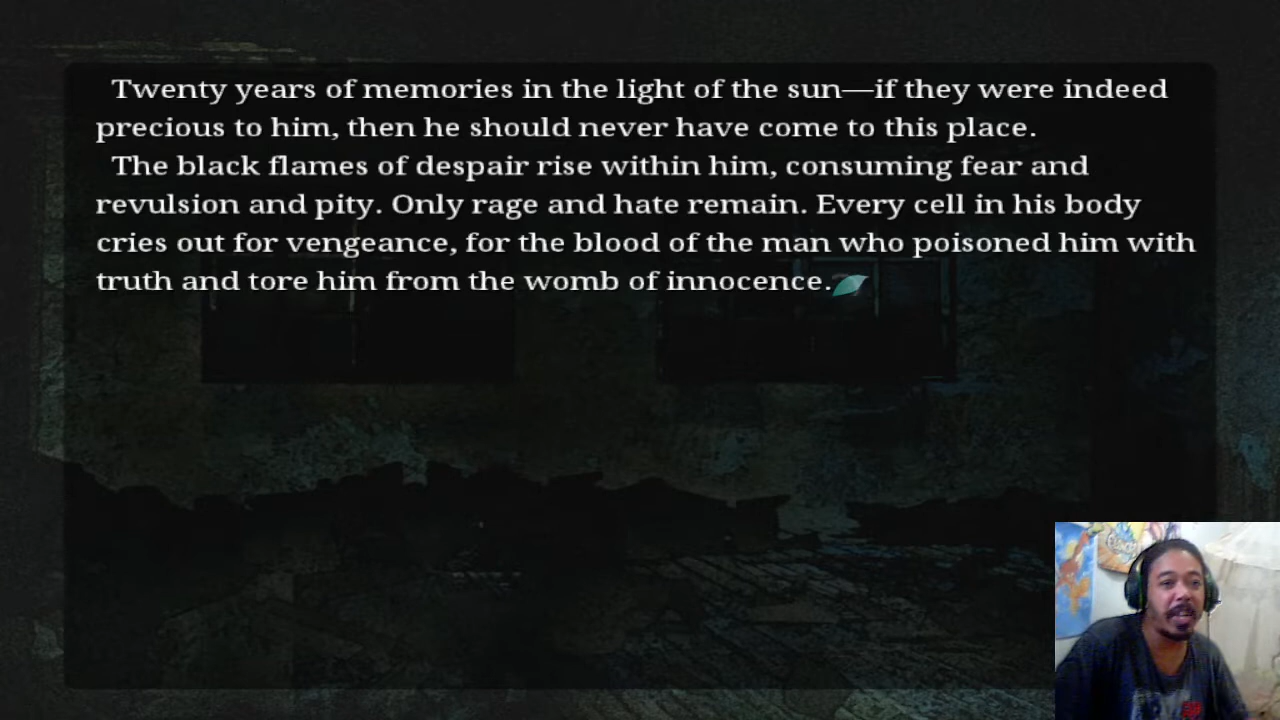 Twenty years of memories in the light of the sun—if they were indeed
precious to him, then he should never have come to this place.
The black flames of despair rise within him, consuming fear and
revulsion and pity. Only rage and hate remain. Every cell in his body
cries out for vengeance, for the blood of the man who poisoned him with
truth and tore him from the womb of innocence.